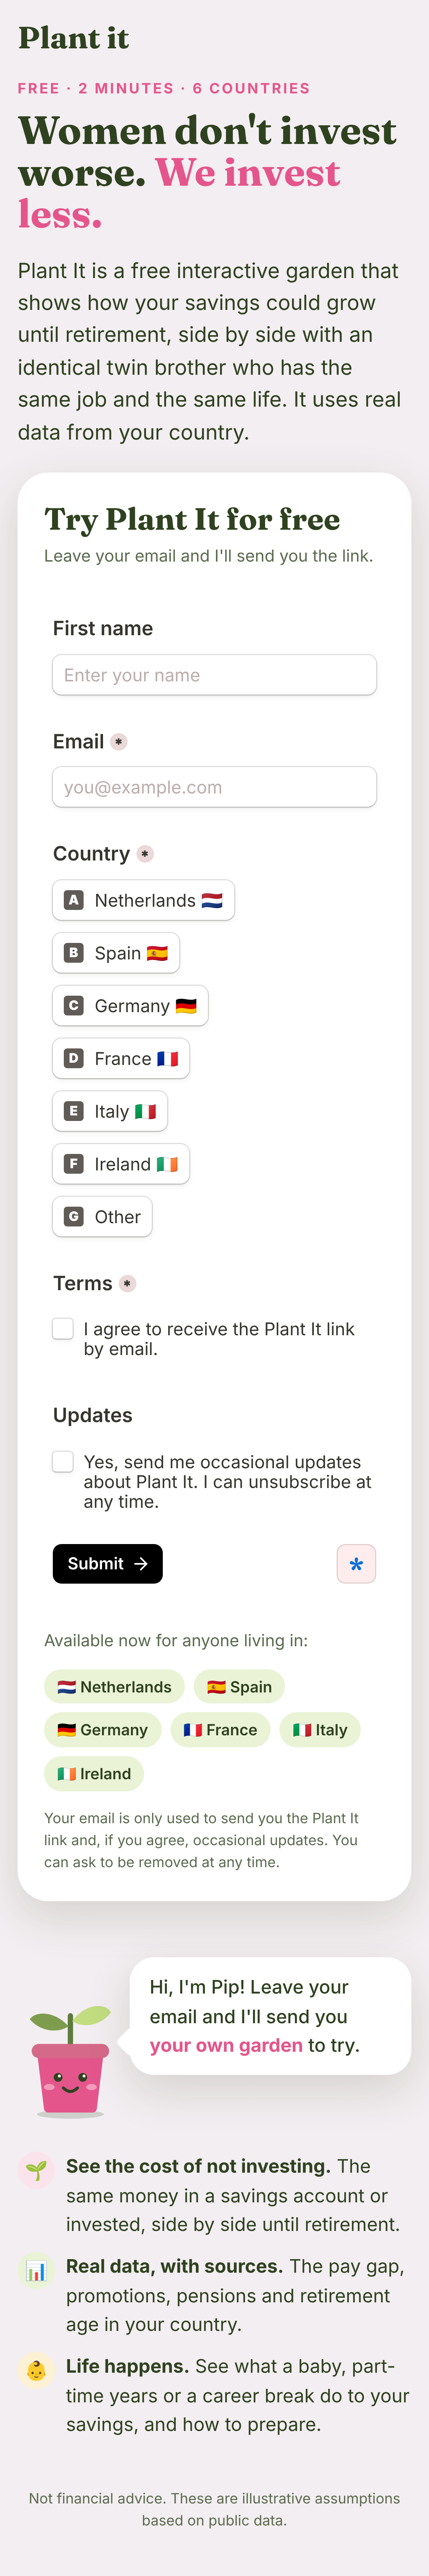 Plant it
FREE · 2 MINUTES · 6 COUNTRIES
Women don't invest
worse. We invest
less.
Plant It is a free interactive garden that
shows how your savings could grow
until retirement, side by side with an
identical twin brother who has the
same job and the same life. It uses real
data from your country.
Try Plant It for free
Leave your email and I'll send you the link.
First name
Enter your name
Email *
you@example.com
Country *
A Netherlands 🇳🇱
B Spain 🇪🇸
C Germany 🇩🇪
D France 🇫🇷
E Italy 🇮🇹
F Ireland 🇮🇪
G Other
Terms *
I agree to receive the Plant It link
by email.
Updates
Yes, send me occasional updates
about Plant It. I can unsubscribe at
any time.
Submit →
Available now for anyone living in:
🇳🇱 Netherlands 🇪🇸 Spain
🇩🇪 Germany 🇫🇷 France 🇮🇹 Italy
🇮🇪 Ireland
Your email is only used to send you the Plant It
link and, if you agree, occasional updates. You
can ask to be removed at any time.
Hi, I'm Pip! Leave your
email and I'll send you
your own garden to try.
See the cost of not investing. The
same money in a savings account or
invested, side by side until retirement.
Real data, with sources. The pay gap,
promotions, pensions and retirement
age in your country.
Life happens. See what a baby, part-
time years or a career break do to your
savings, and how to prepare.
Not financial advice. These are illustrative assumptions
based on public data.